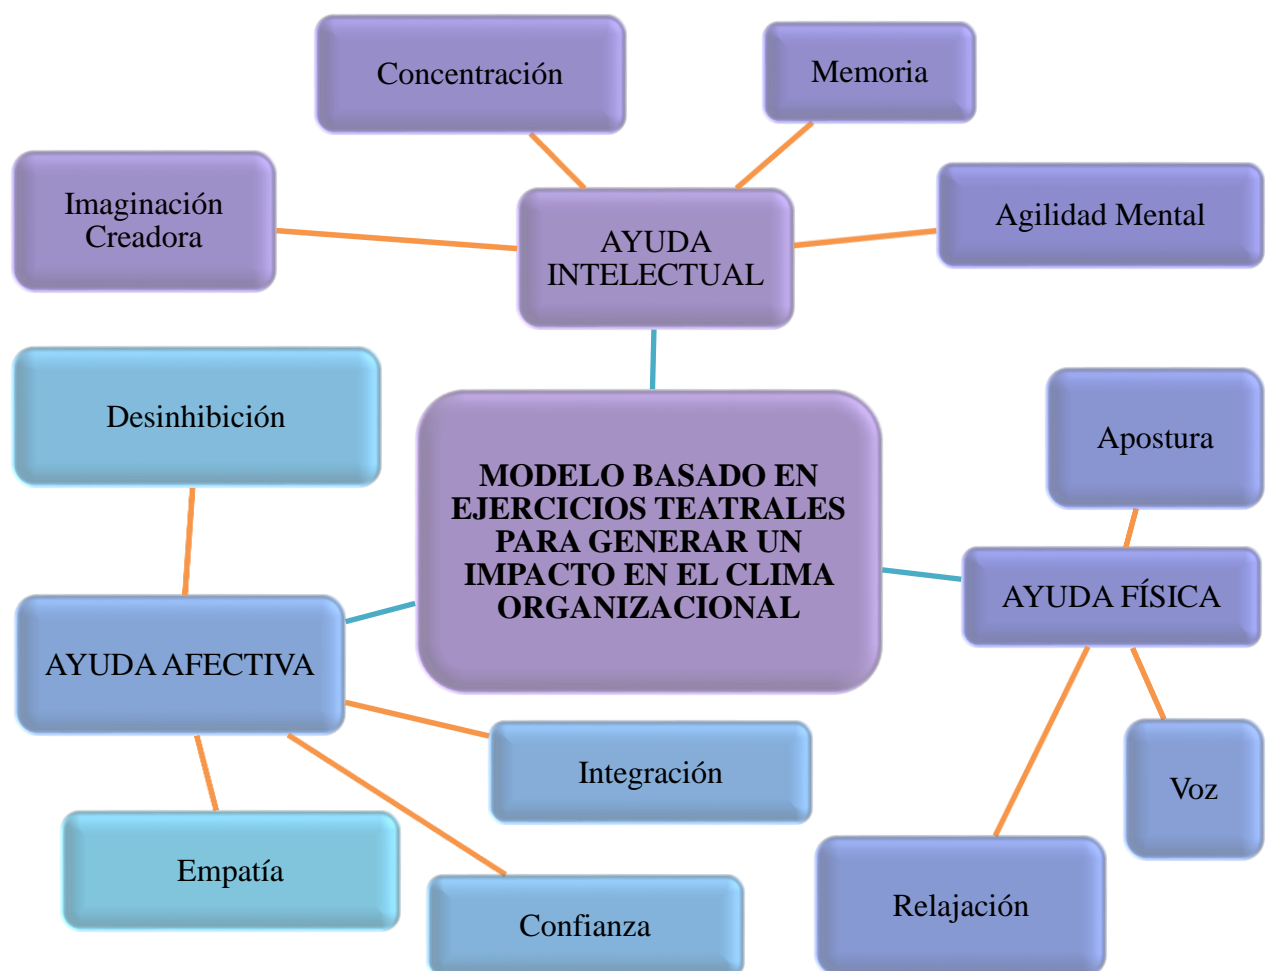 Concentración
Memoria
Imaginación
Creadora
Agilidad Mental
AYUDA
INTELECTUAL
Desinhibición
Apostura
MODELO BASADO EN
EJERCICIOS TEATRALES
PARA GENERAR UN
IMPACTO EN EL CLIMA
ORGANIZACIONAL
AYUDA FÍSICA
AYUDA AFECTIVA
Integración
Voz
Empatía
Relajación
Confianza